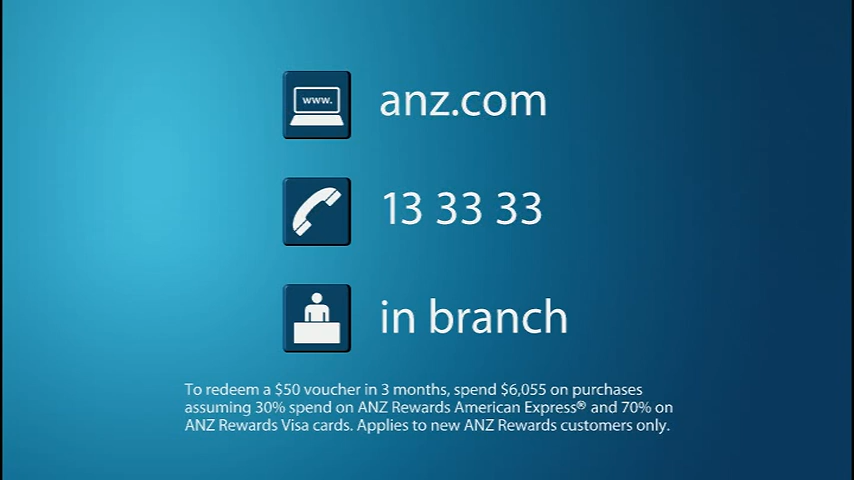 www.
anz.com
13 33 33
in branch
To redeem a $50 voucher in 3 months, spend $6,055 on purchases
assuming 30% spend on ANZ Rewards American Express® and 70% on
ANZ Rewards Visa cards. Applies to new ANZ Rewards customers only.